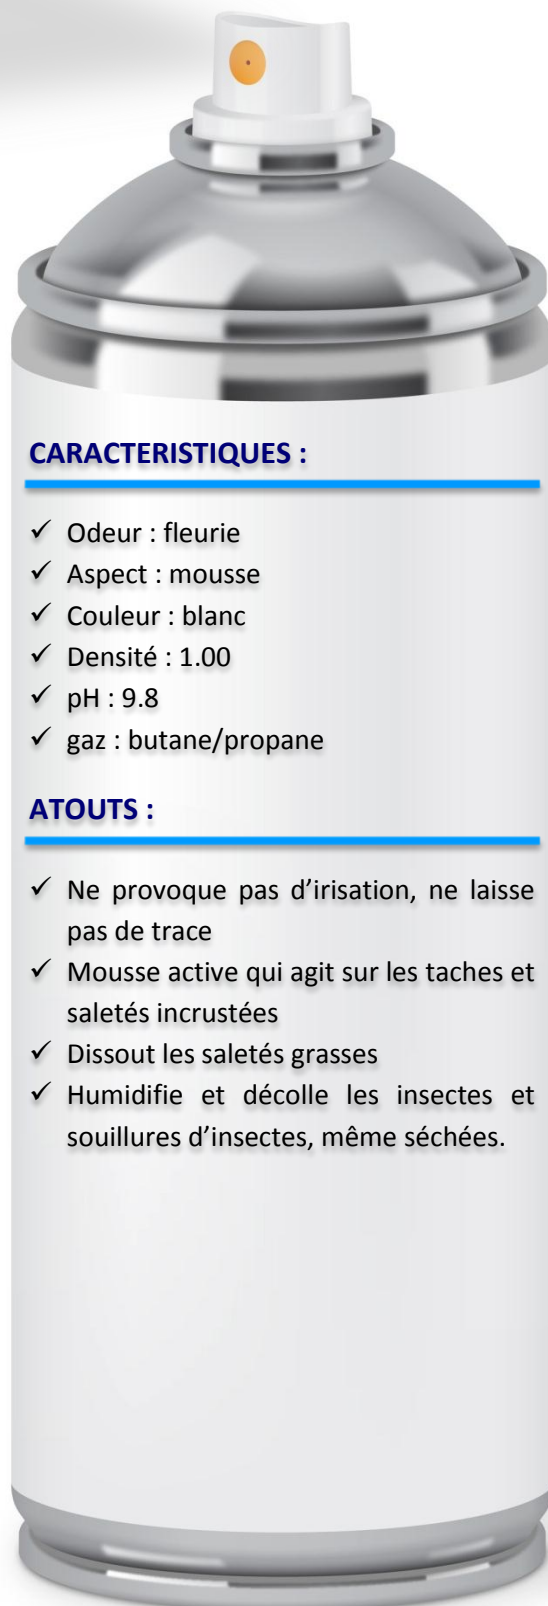 CARACTERISTIQUES :
✓ Odeur : fleurie
✓ Aspect : mousse
✓ Couleur : blanc
✓ Densité : 1.00
✓ pH : 9.8
✓ gaz : butane/propane
ATOUTS :
✓ Ne provoque pas d’irisation, ne laisse
pas de trace
✓ Mousse active qui agit sur les taches et
saletés incrustées
✓ Dissout les saletés grasses
✓ Humidifie et décolle les insectes et
souillures d’insectes, même séchées.